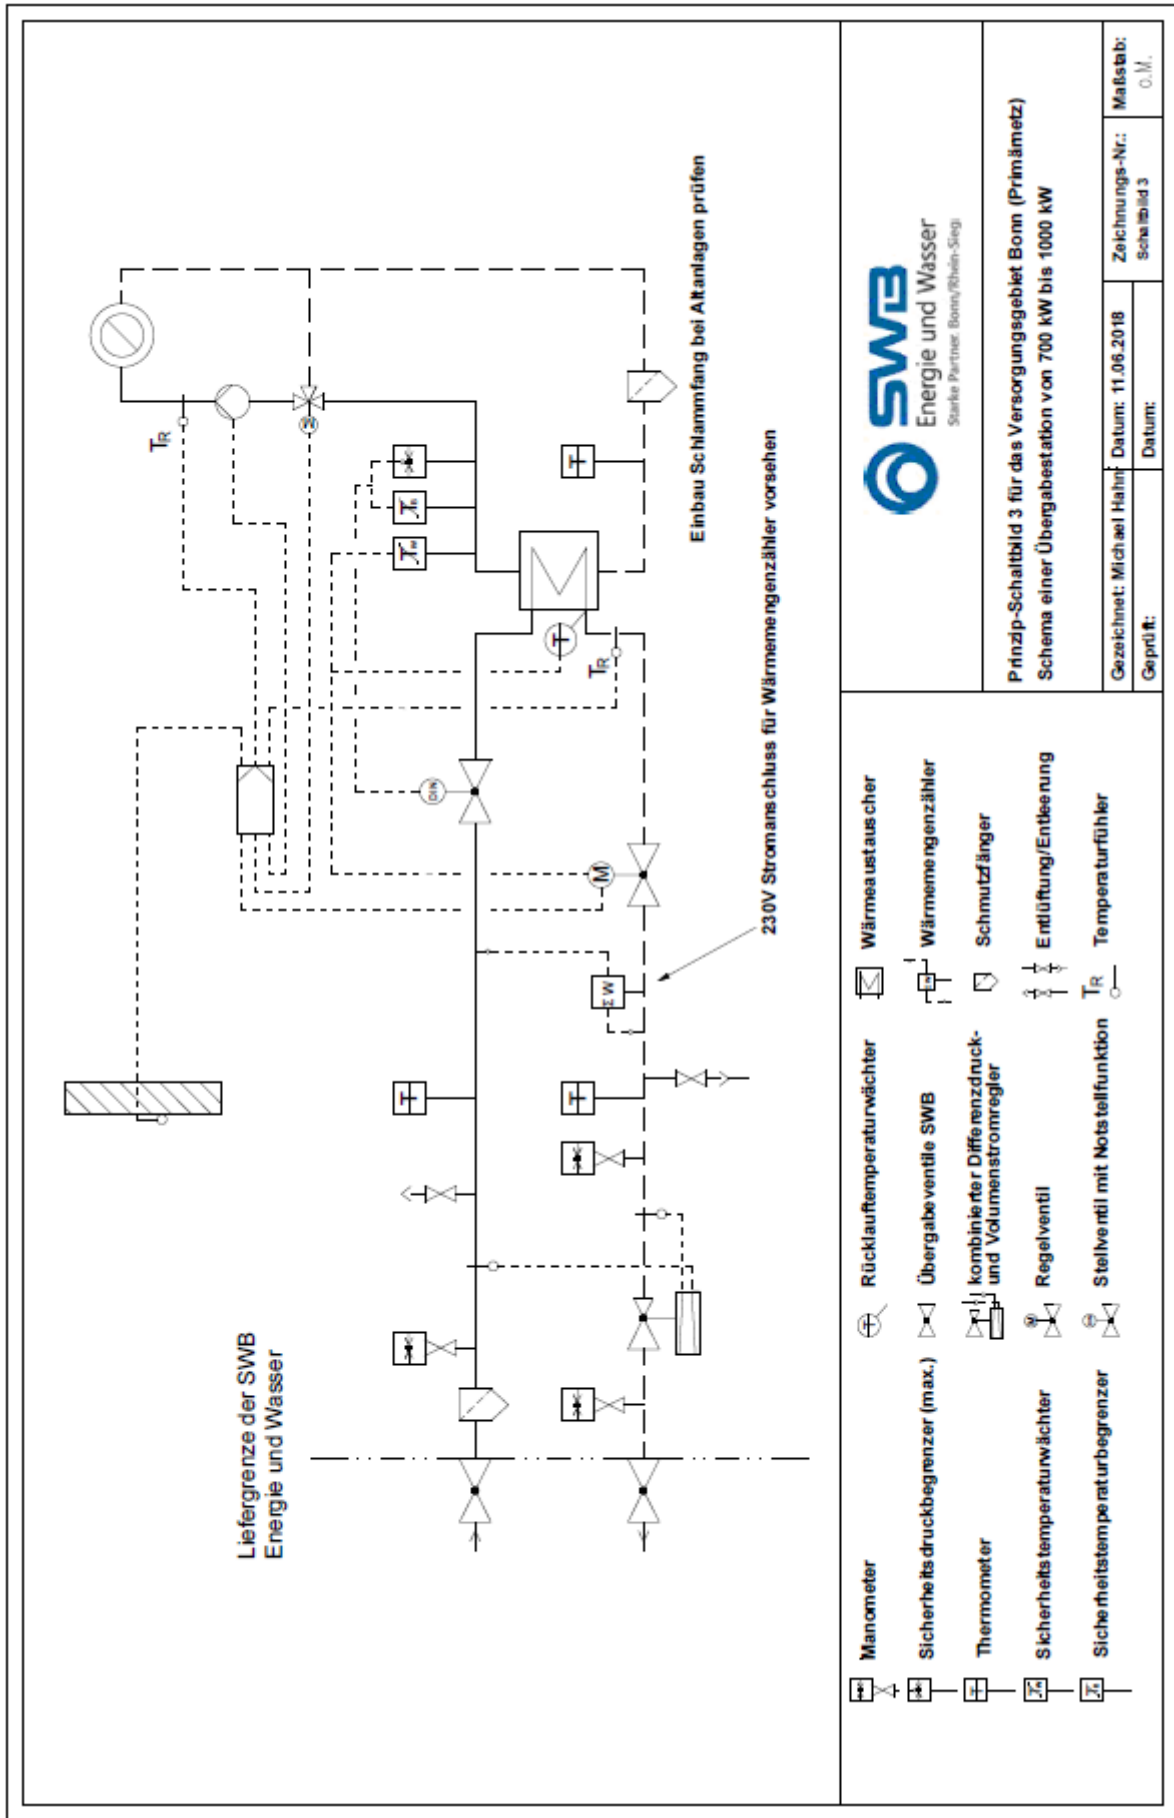 Liefergrenze der SWB
Energie und Wasser
TR
TR
T
T
T
T
M
DIN
Σ W
230V Stromanschluss für Wärmemengenzähler vorsehen
Einbau Schlammfang bei Altanlagen prüfen
Manometer
Sicherheitsdruckbegrenzer (max.)
Thermometer
Sicherheitstemperaturwächter
Sicherheitstemperaturbegrenzer
Rücklauftemperaturwächter
Übergabeventile SWB
kombinierter Differenzdruck-
und Volumenstromregler
Regelventil
Stellventil mit Notstellfunktion
Wärmeaustauscher
Wärmemengenzähler
Schmutzfänger
Entlüftung/Entleerung
TR Temperaturfühler
SWB
Energie und Wasser
Starke Partner. Bonn/Rhein-Sieg.
Prinzip-Schaltbild 3 für das Versorgungsgebiet Bonn (Primärnetz)
Schema einer Übergabestation von 700 kW bis 1000 kW
Gezeichnet: Michael Hahn
Datum: 11.06.2018
Zeichnungs-Nr.:
Schaltbild 3
Maßstab:
o.M.
Geprüft:
Datum: